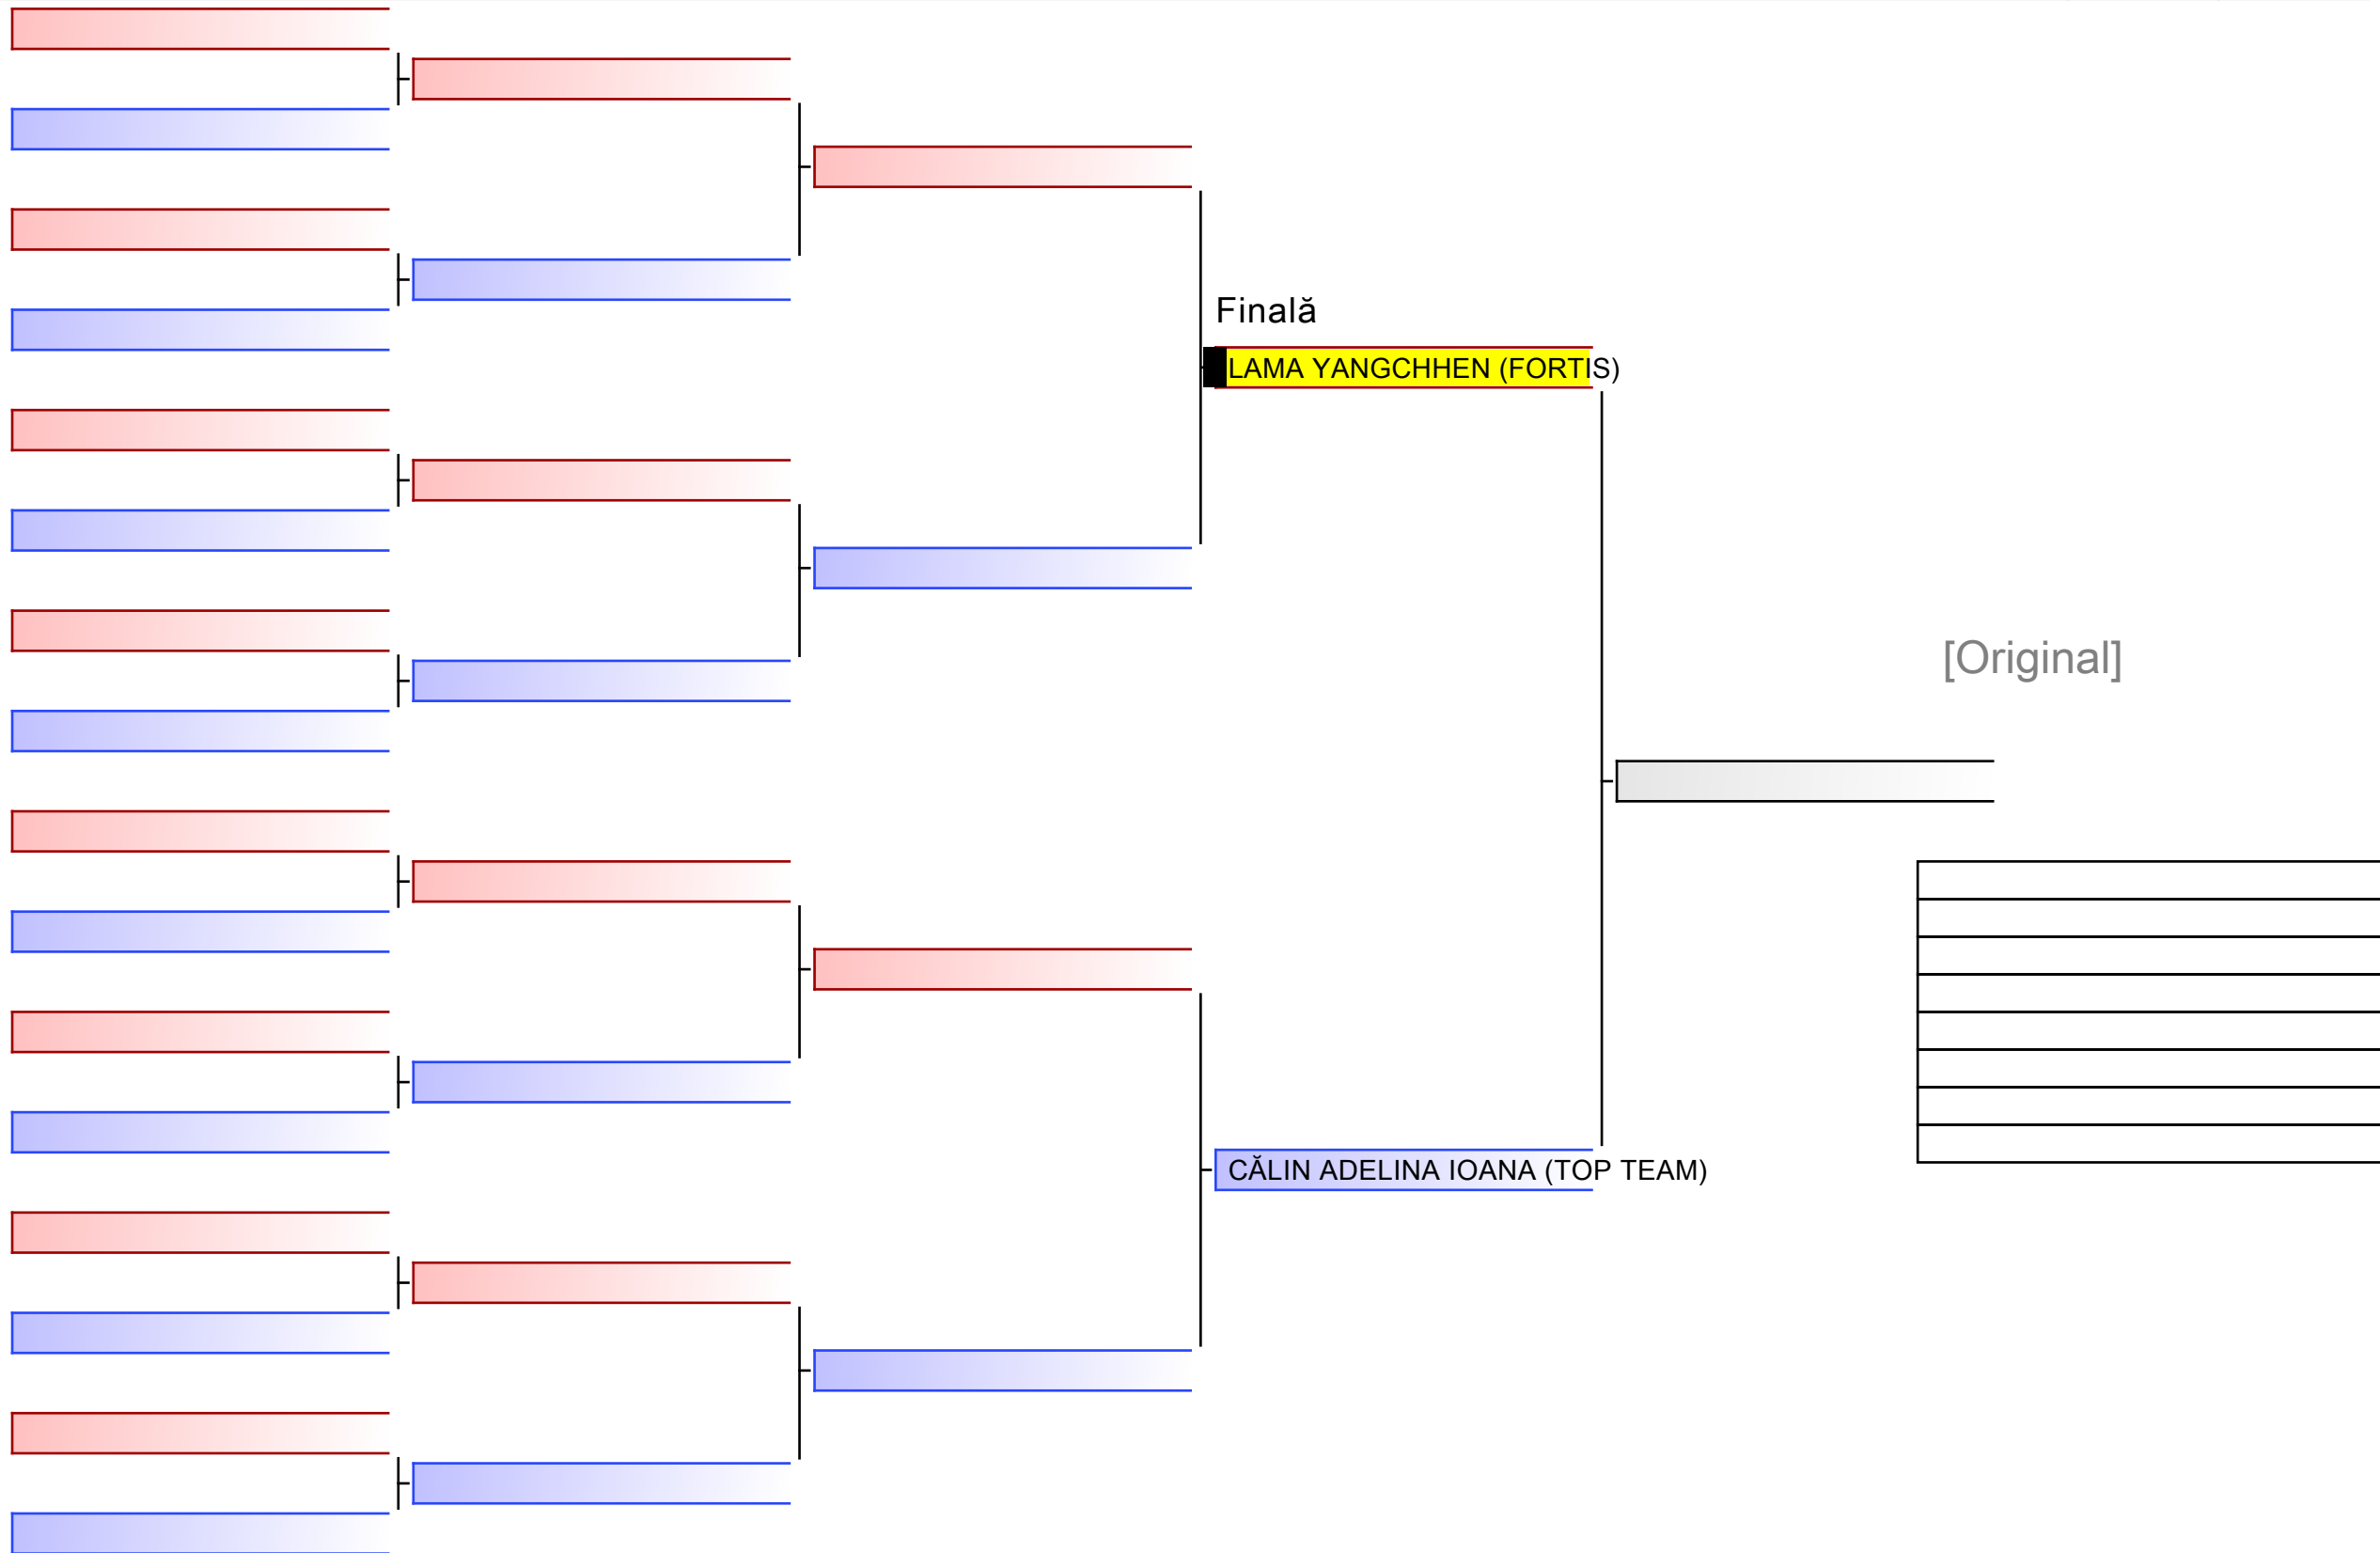 Finală
LAMA YANGCHHEN (FORTIS)
[Original]
CĂLIN ADELINA IOANA (TOP TEAM)